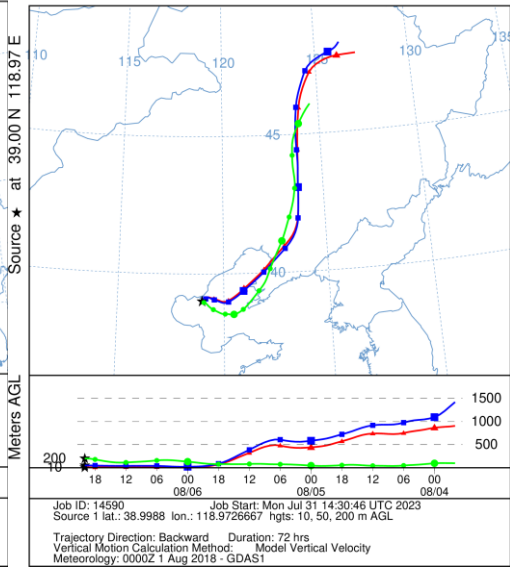 110
115
120
125
130
135
45
40
Source ★ at 39.00 N 118.97 E
Meters AGL
1500
1000
500
200
10
18 12 06 00 18 12 06 00 18 12 06 00
08/06 08/05 08/04
Job ID: 14590 Job Start: Mon Jul 31 14:30:46 UTC 2023
Source 1 lat.: 38.9988 lon.: 118.9726667 hgts: 10, 50, 200 m AGL
Trajectory Direction: Backward Duration: 72 hrs
Vertical Motion Calculation Method: Model Vertical Velocity
Meteorology: 0000Z 1 Aug 2018 - GDAS1